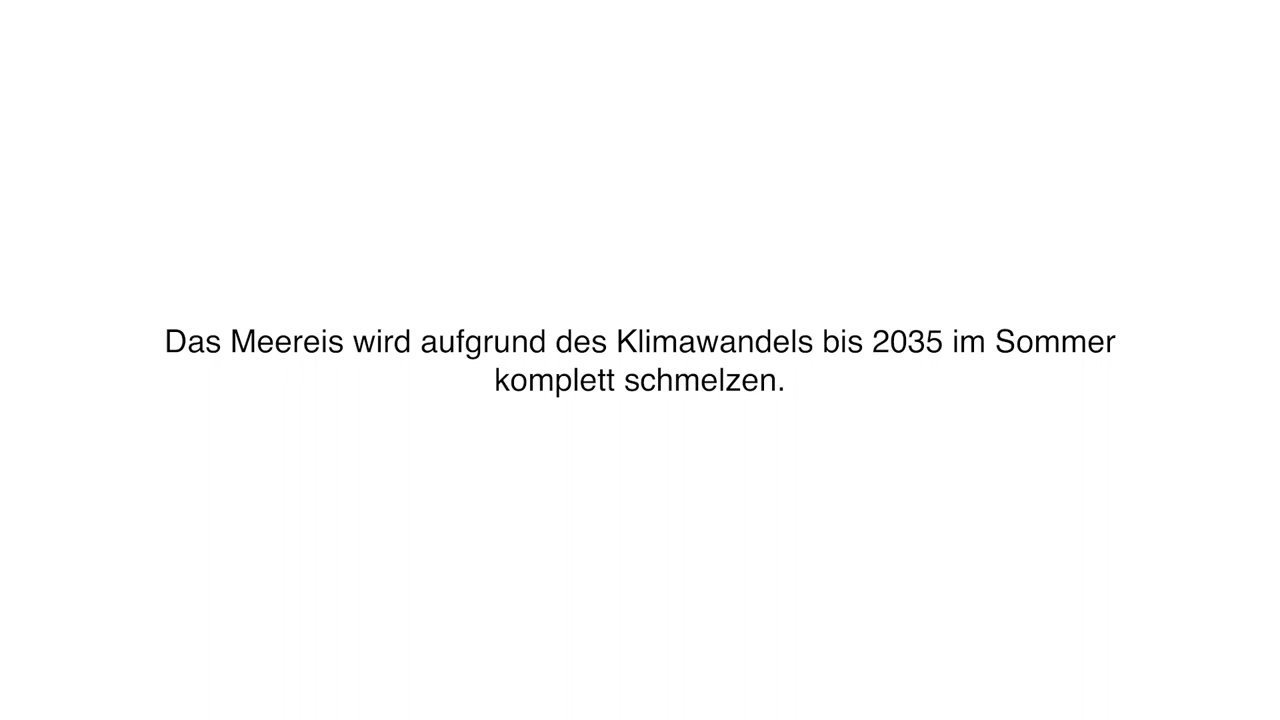 Das Meereis wird aufgrund des Klimawandels bis 2035 im Sommer
komplett schmelzen.